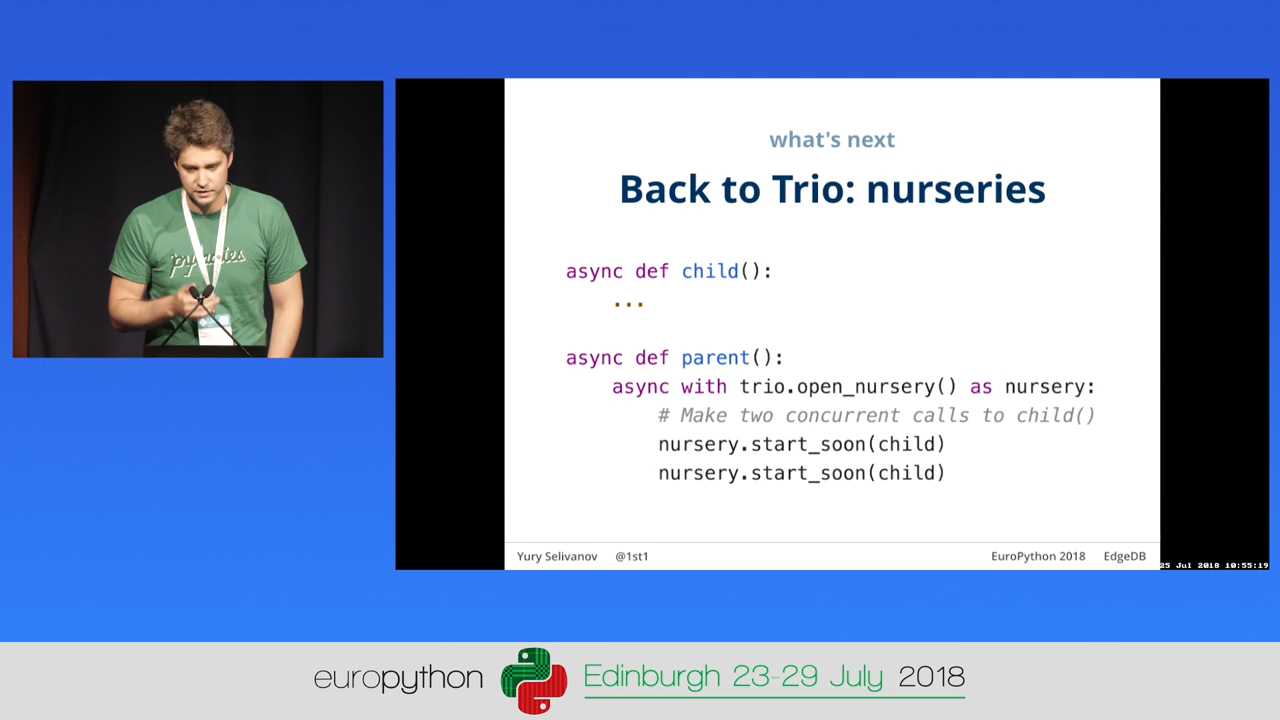 what's next
Back to Trio: nurseries
async def child():
...
async def parent():
async with trio.open_nursery() as nursery:
# Make two concurrent calls to child()
nursery.start_soon(child)
nursery.start_soon(child)
Yury Selivanov @1st1 EuroPython 2018 EdgeDB
25 Jul 2018 10:55:19
europython Edinburgh 23-29 July 2018